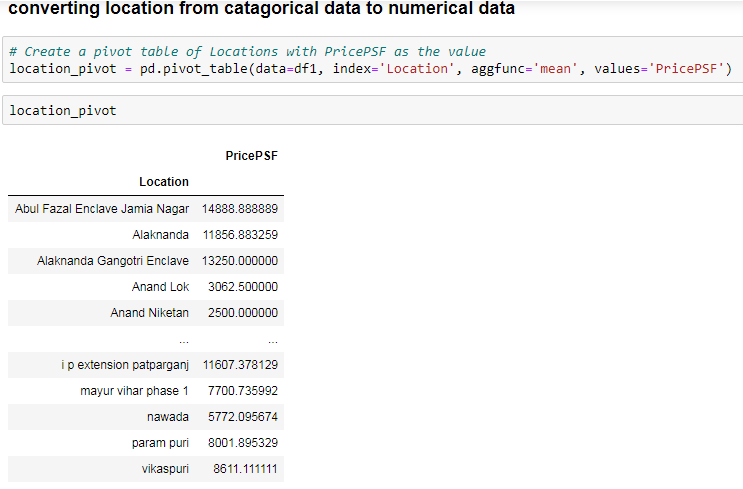 converting location from catagorical data to numerical data
# Create a pivot table of Locations with PricePSF as the value
location_pivot = pd.pivot_table(data=df1, index='Location', aggfunc='mean', values='PricePSF')
location_pivot
PricePSF
Location
Abul Fazal Enclave Jamia Nagar 14888.888889
Alaknanda 11856.883259
Alaknanda Gangotri Enclave 13250.000000
Anand Lok 3062.500000
Anand Niketan 2500.000000
... ...
i p extension patparganj 11607.378129
mayur vihar phase 1 7700.735992
nawada 5772.095674
param puri 8001.895329
vikaspuri 8611.111111